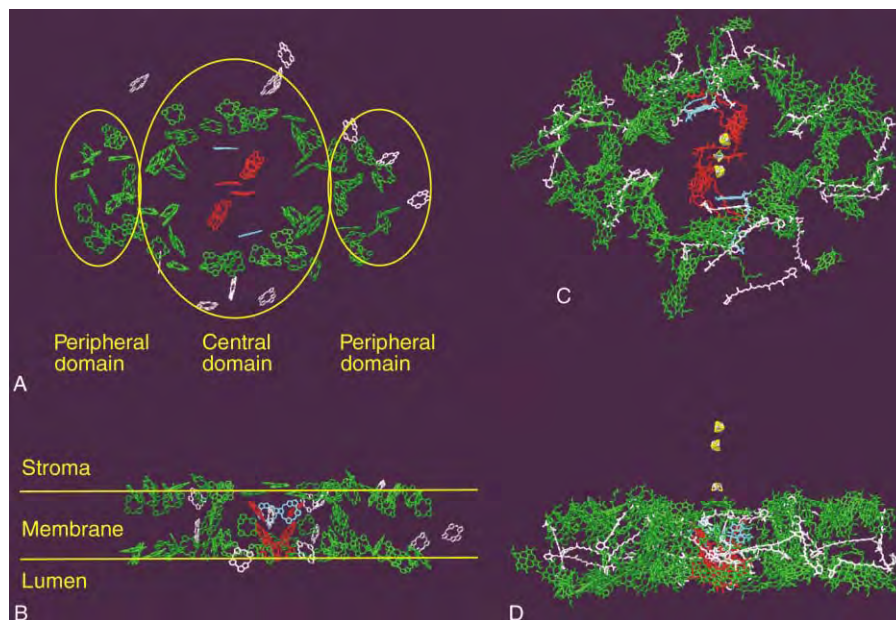 Peripheral
domain
Central
domain
Peripheral
domain
A
C
Stroma
Membrane
Lumen
B
D